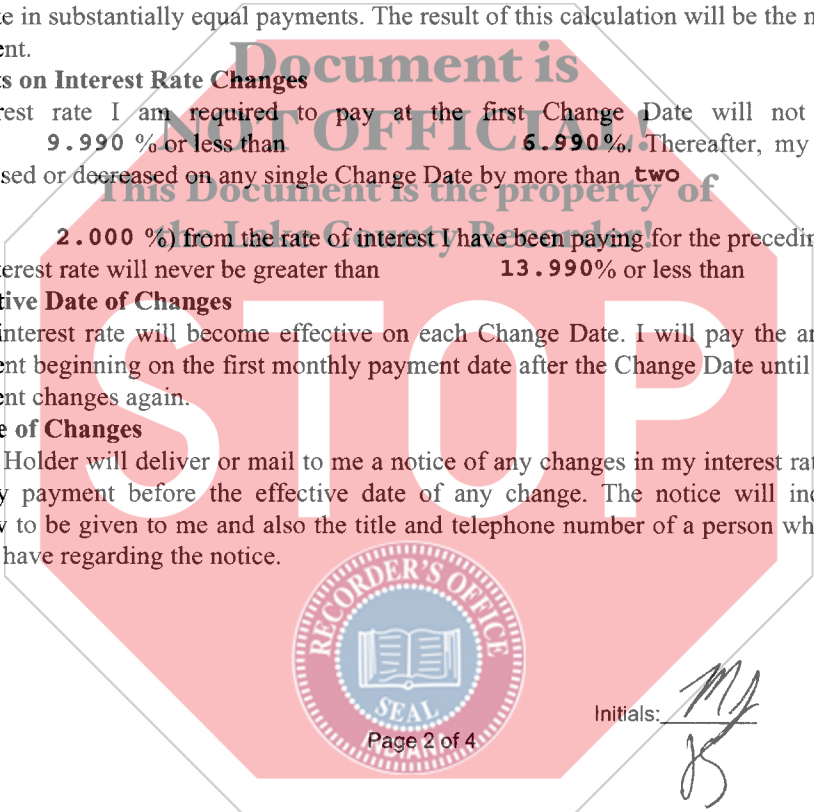 te in substantially equal payments. The result of this calculation will be the n
ent.
Document is
s on Interest Rate Changes
rest rate I am required to pay at the first Change Date will not
NOT OFFICIAL!
9.990 % or less than 6.990%. Thereafter, my
sed or decreased on any single Change Date by more than two
This Document is the property of
the Lake County Recorder!
2.000 %) from the rate of interest I have been paying for the precedin
terest rate will never be greater than 13.990% or less than
tive Date of Changes
interest rate will become effective on each Change Date. I will pay the a
ent beginning on the first monthly payment date after the Change Date until
ent changes again.
STOP
e of Changes
Holder will deliver or mail to me a notice of any changes in my interest rat
y payment before the effective date of any change. The notice will inc
to be given to me and also the title and telephone number of a person wh
have regarding the notice.
RECORDER'S OFFICE
SEAL
INDIANA
Initials: MJ
JS
Page 2 of 4